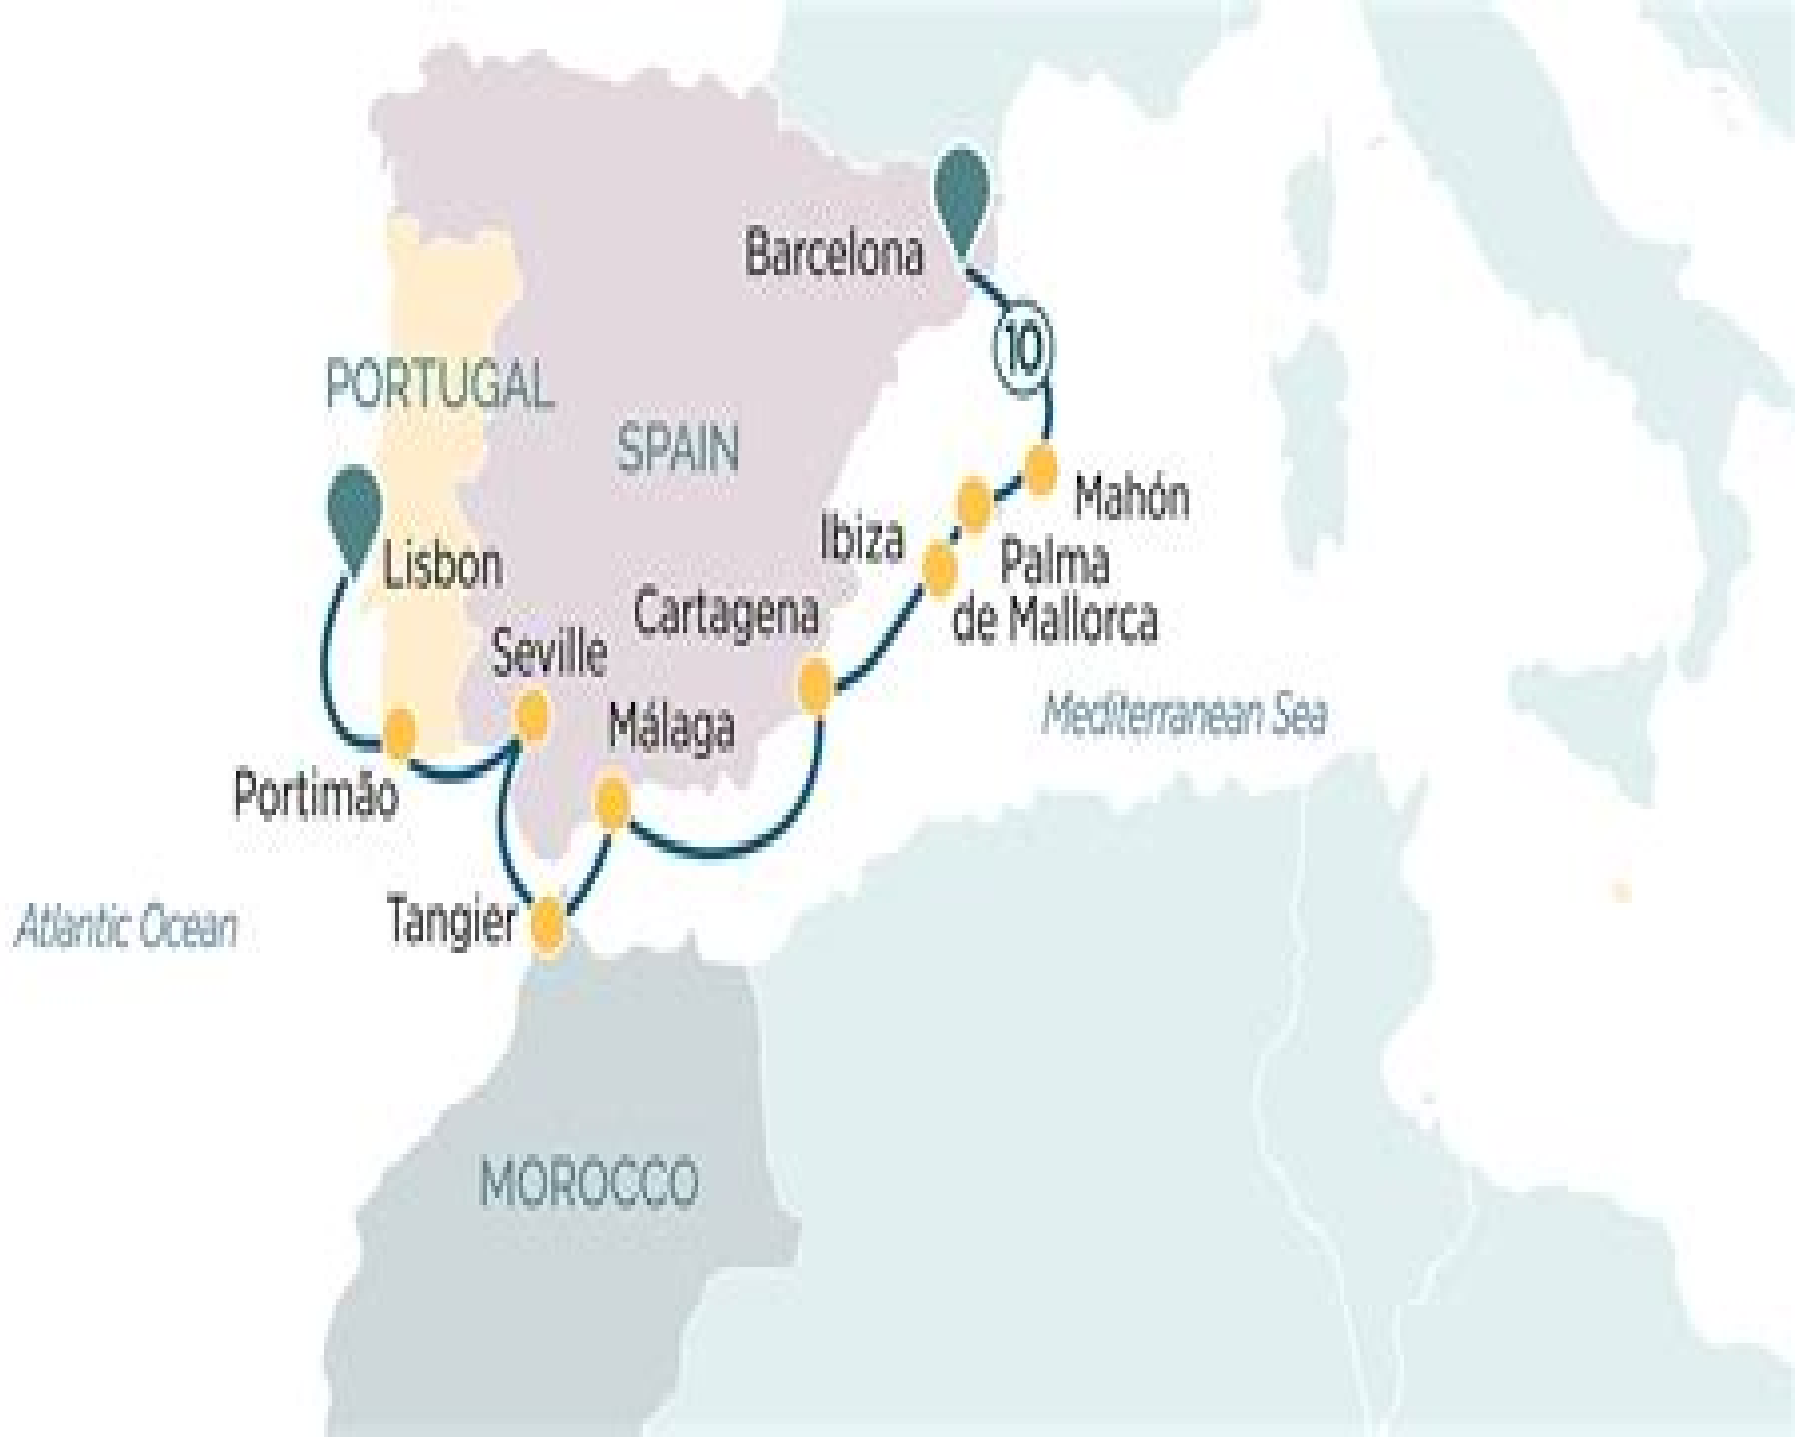 Barcelona
10
PORTUGAL
SPAIN
Mahón
Ibiza
Palma
de Mallorca
Lisbon
Cartagena
Seville
Málaga
Mediterranean Sea
Portimão
Tangier
Atlantic Ocean
MOROCCO